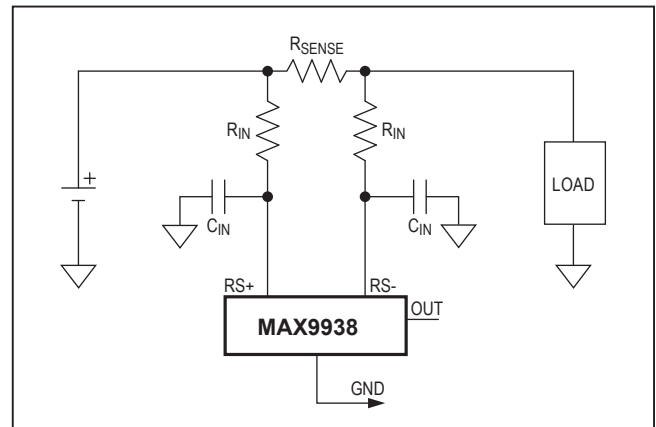 RSENSE
RIN
RIN
+
LOAD
CIN
CIN
RS+
RS-
OUT
MAX9938
GND